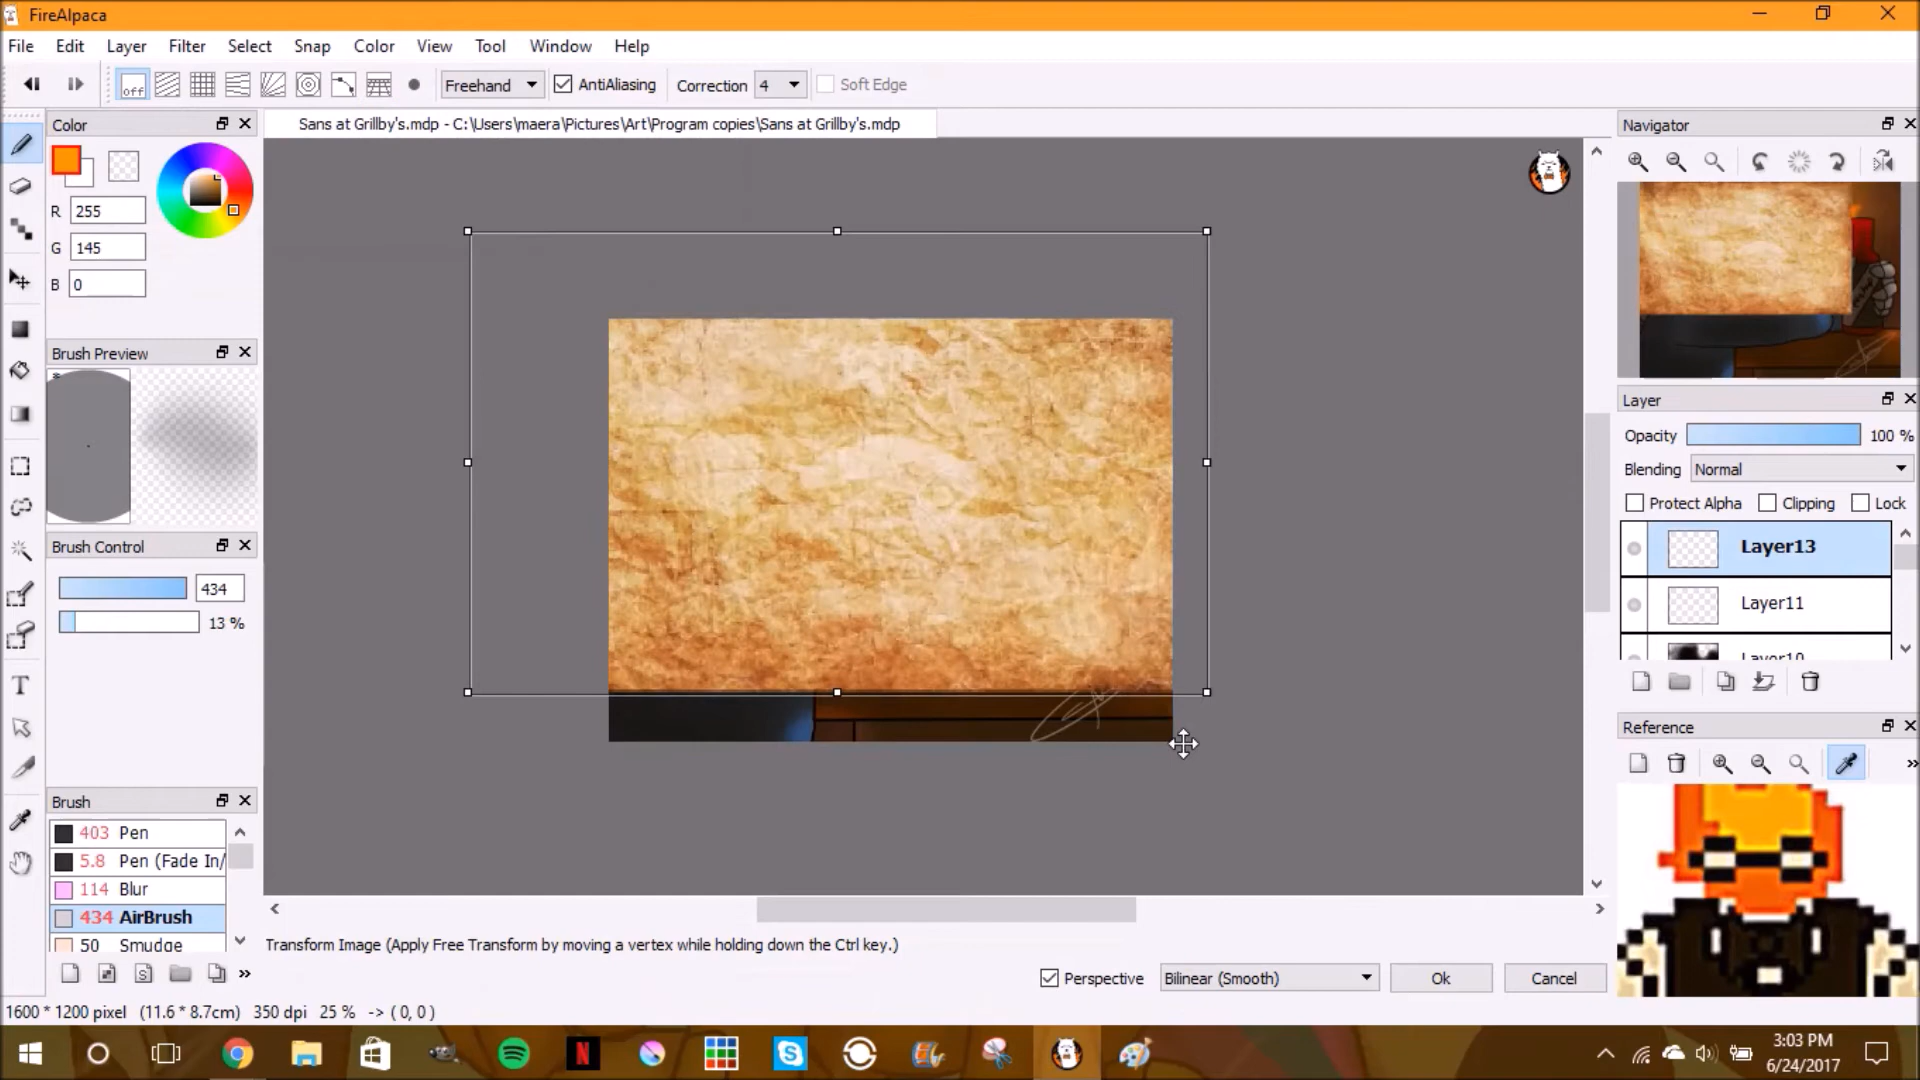 FireAlpaca
File Edit Layer Filter Select Snap Color View Tool Window Help
off Freehand AntiAliasing Correction 4 Soft Edge
Color
Sans at Grillby's.mdp - C:\Users\maera\Pictures\Art\Program copies\Sans at Grillby's.mdp
Navigator
R 255
G 145
B 0
Brush Preview
Layer
Opacity 100 %
Blending Normal
Protect Alpha Clipping Lock
Brush Control
Layer13
434
Layer11
13 %
Layer10
Reference
Brush
403 Pen
5.8 Pen (Fade In/
114 Blur
434 AirBrush
50 Smudge
Transform Image (Apply Free Transform by moving a vertex while holding down the Ctrl key.)
Perspective Bilinear (Smooth) Ok Cancel
1600 * 1200 pixel (11.6 * 8.7cm) 350 dpi 25 % -> ( 0, 0 )
3:03 PM
6/24/2017